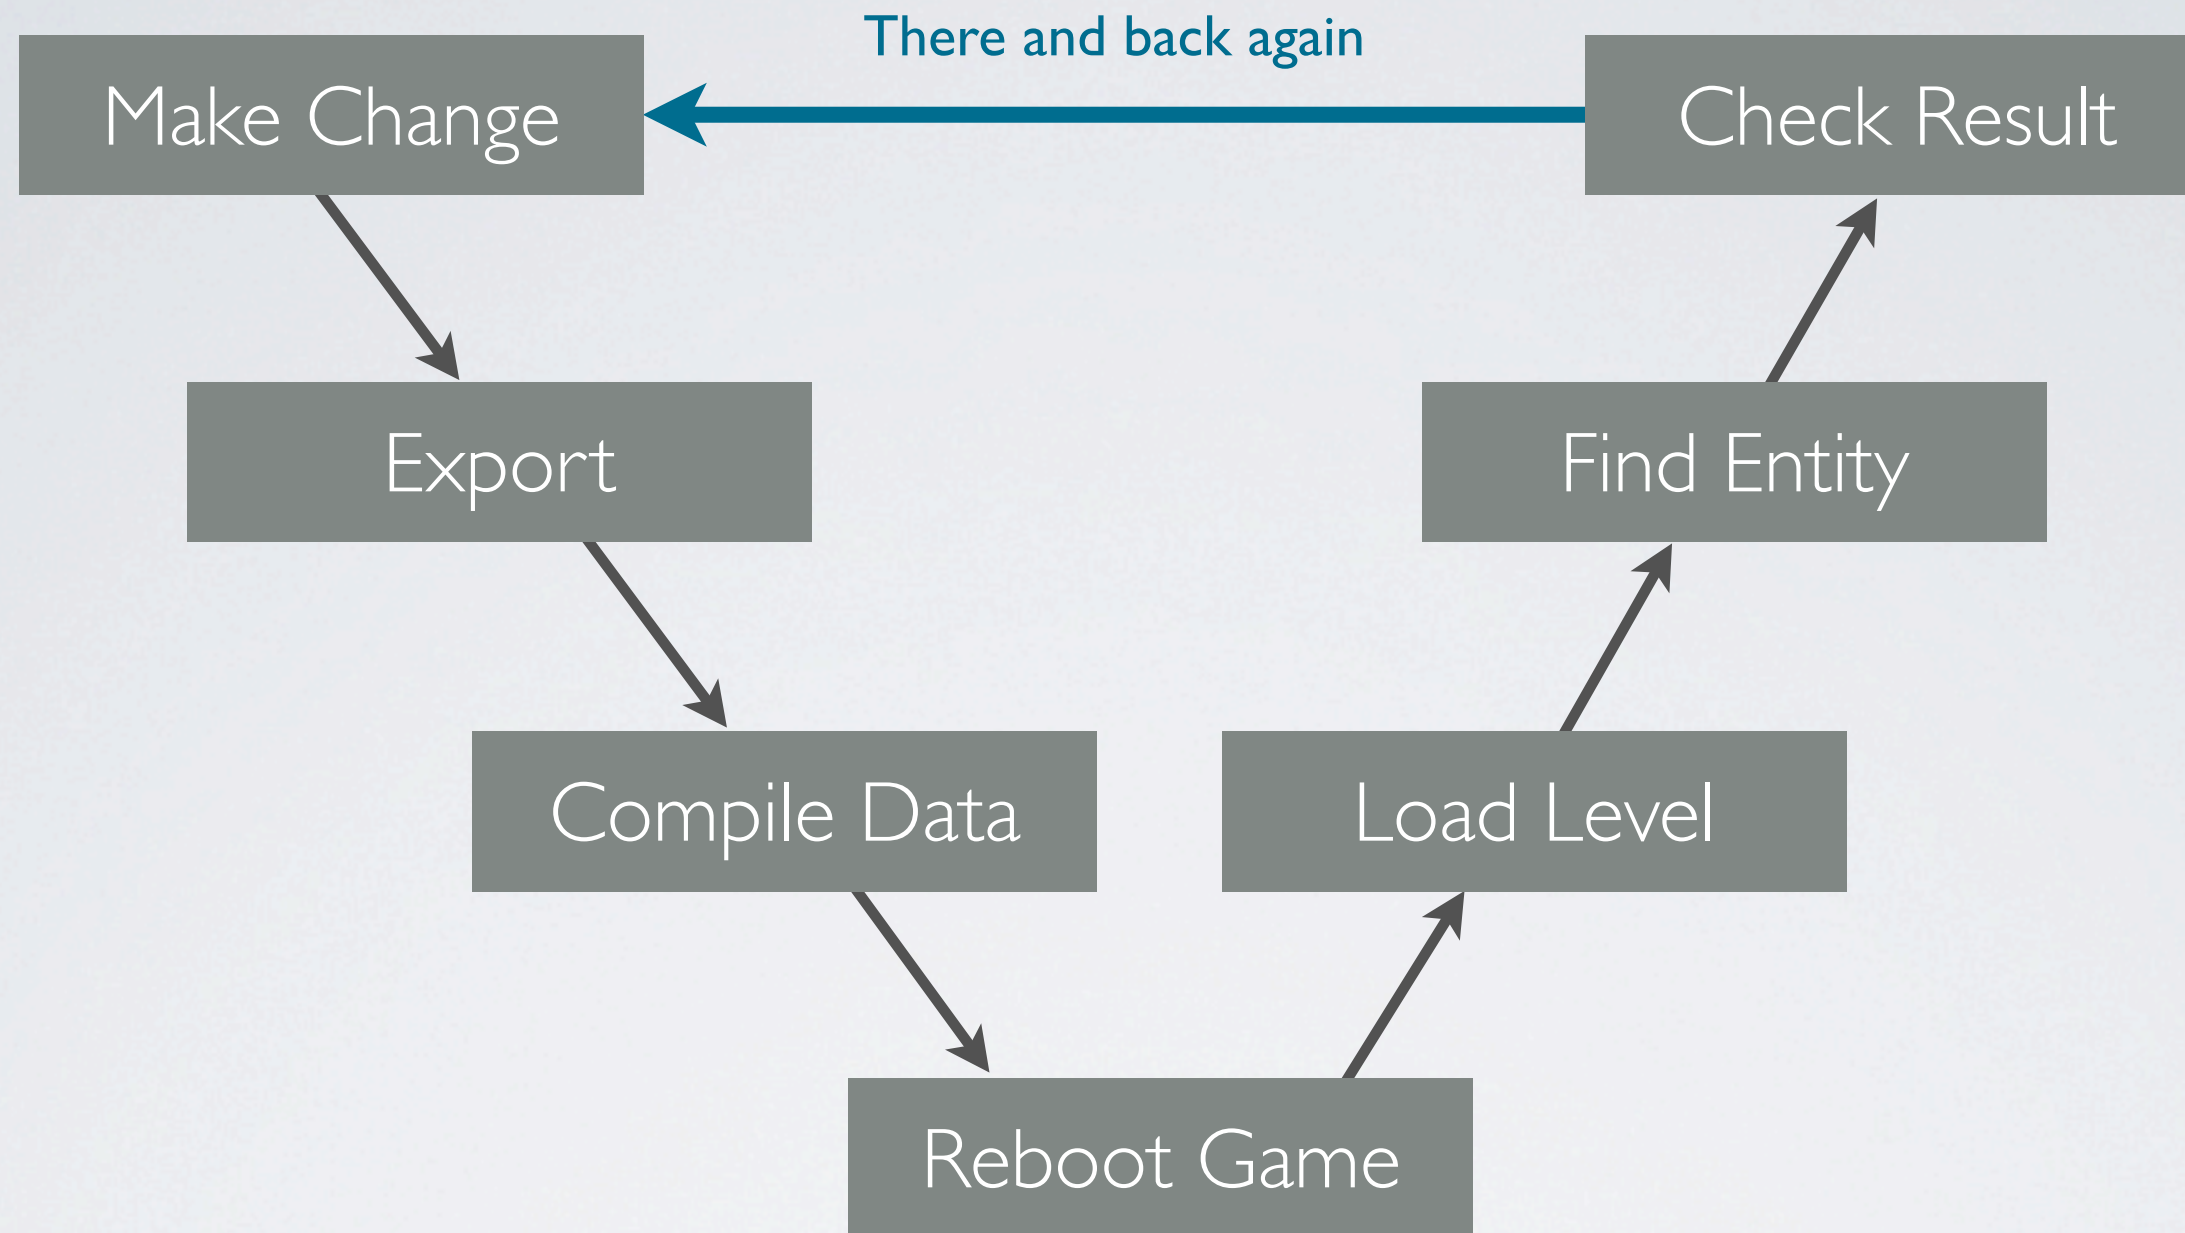 There and back again
Make Change
Check Result
Export
Find Entity
Compile Data
Load Level
Reboot Game